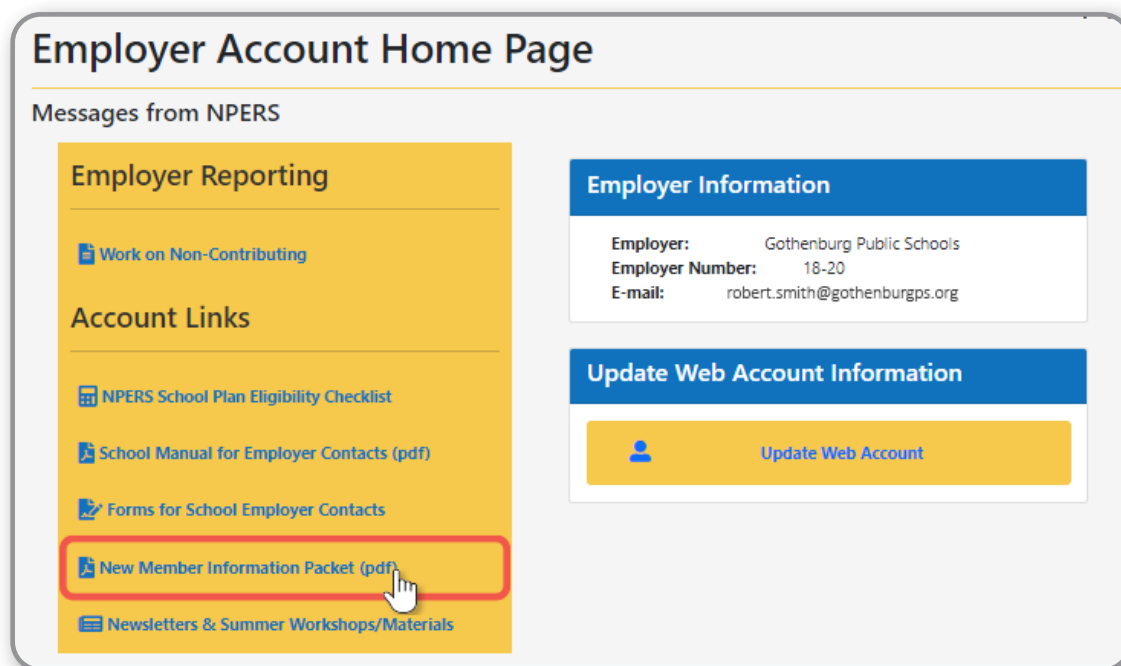 Employer Account Home Page
Messages from NPERS
Employer Reporting
Work on Non-Contributing
Account Links
NPERS School Plan Eligibility Checklist
School Manual for Employer Contacts (pdf)
Forms for School Employer Contacts
New Member Information Packet (pdf)
Newsletters & Summer Workshops/Materials
Employer Information
Employer: Gothenburg Public Schools
Employer Number: 18-20
E-mail: robert.smith@gothenburgps.org
Update Web Account Information
Update Web Account